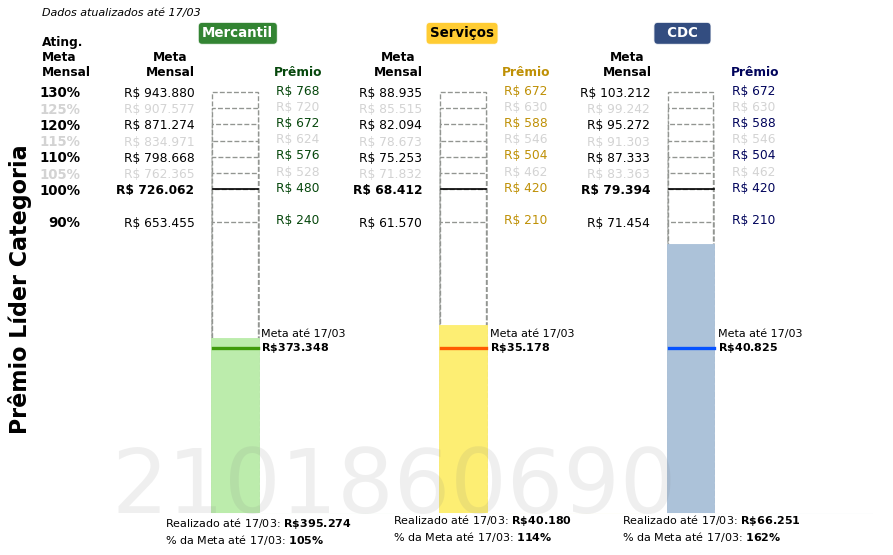 Dados atualizados até 17/03
Mercantil Serviços CDC
Ating. Meta Mensal Meta Mensal Prêmio Meta Mensal Prêmio Meta Mensal Prêmio
130% R$ 943.880 R$ 768 R$ 88.935 R$ 672 R$ 103.212 R$ 672
125% R$ 907.577 R$ 720 R$ 85.515 R$ 630 R$ 99.242 R$ 630
120% R$ 871.274 R$ 672 R$ 82.094 R$ 588 R$ 95.272 R$ 588
115% R$ 834.971 R$ 624 R$ 78.673 R$ 546 R$ 91.303 R$ 546
110% R$ 798.668 R$ 576 R$ 75.253 R$ 504 R$ 87.333 R$ 504
105% R$ 762.365 R$ 528 R$ 71.832 R$ 462 R$ 83.363 R$ 462
100% R$ 726.062 R$ 480 R$ 68.412 R$ 420 R$ 79.394 R$ 420
90% R$ 653.455 R$ 240 R$ 61.570 R$ 210 R$ 71.454 R$ 210
Prêmio Líder Categoria
Meta até 17/03 Meta até 17/03 Meta até 17/03
R$373.348 R$35.178 R$40.825
2101860690
Realizado até 17/03: R$395.274 Realizado até 17/03: R$40.180 Realizado até 17/03: R$66.251
% da Meta até 17/03: 105% % da Meta até 17/03: 114% % da Meta até 17/03: 162%